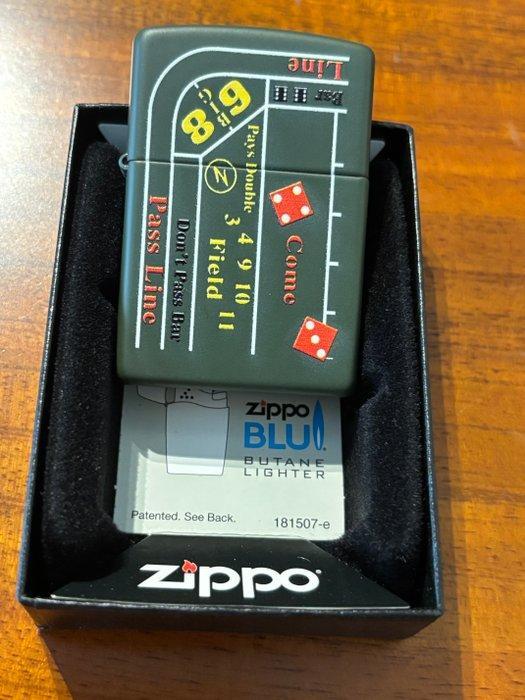 Line
Bar
6
BIG
8
Pays Double
Z
3 4 9 10 11
Field
Come
Don't Pass Bar
Pass Line
zippo
BLU
BUTANE
LIGHTER
Patented. See Back.
181507-e
zippo